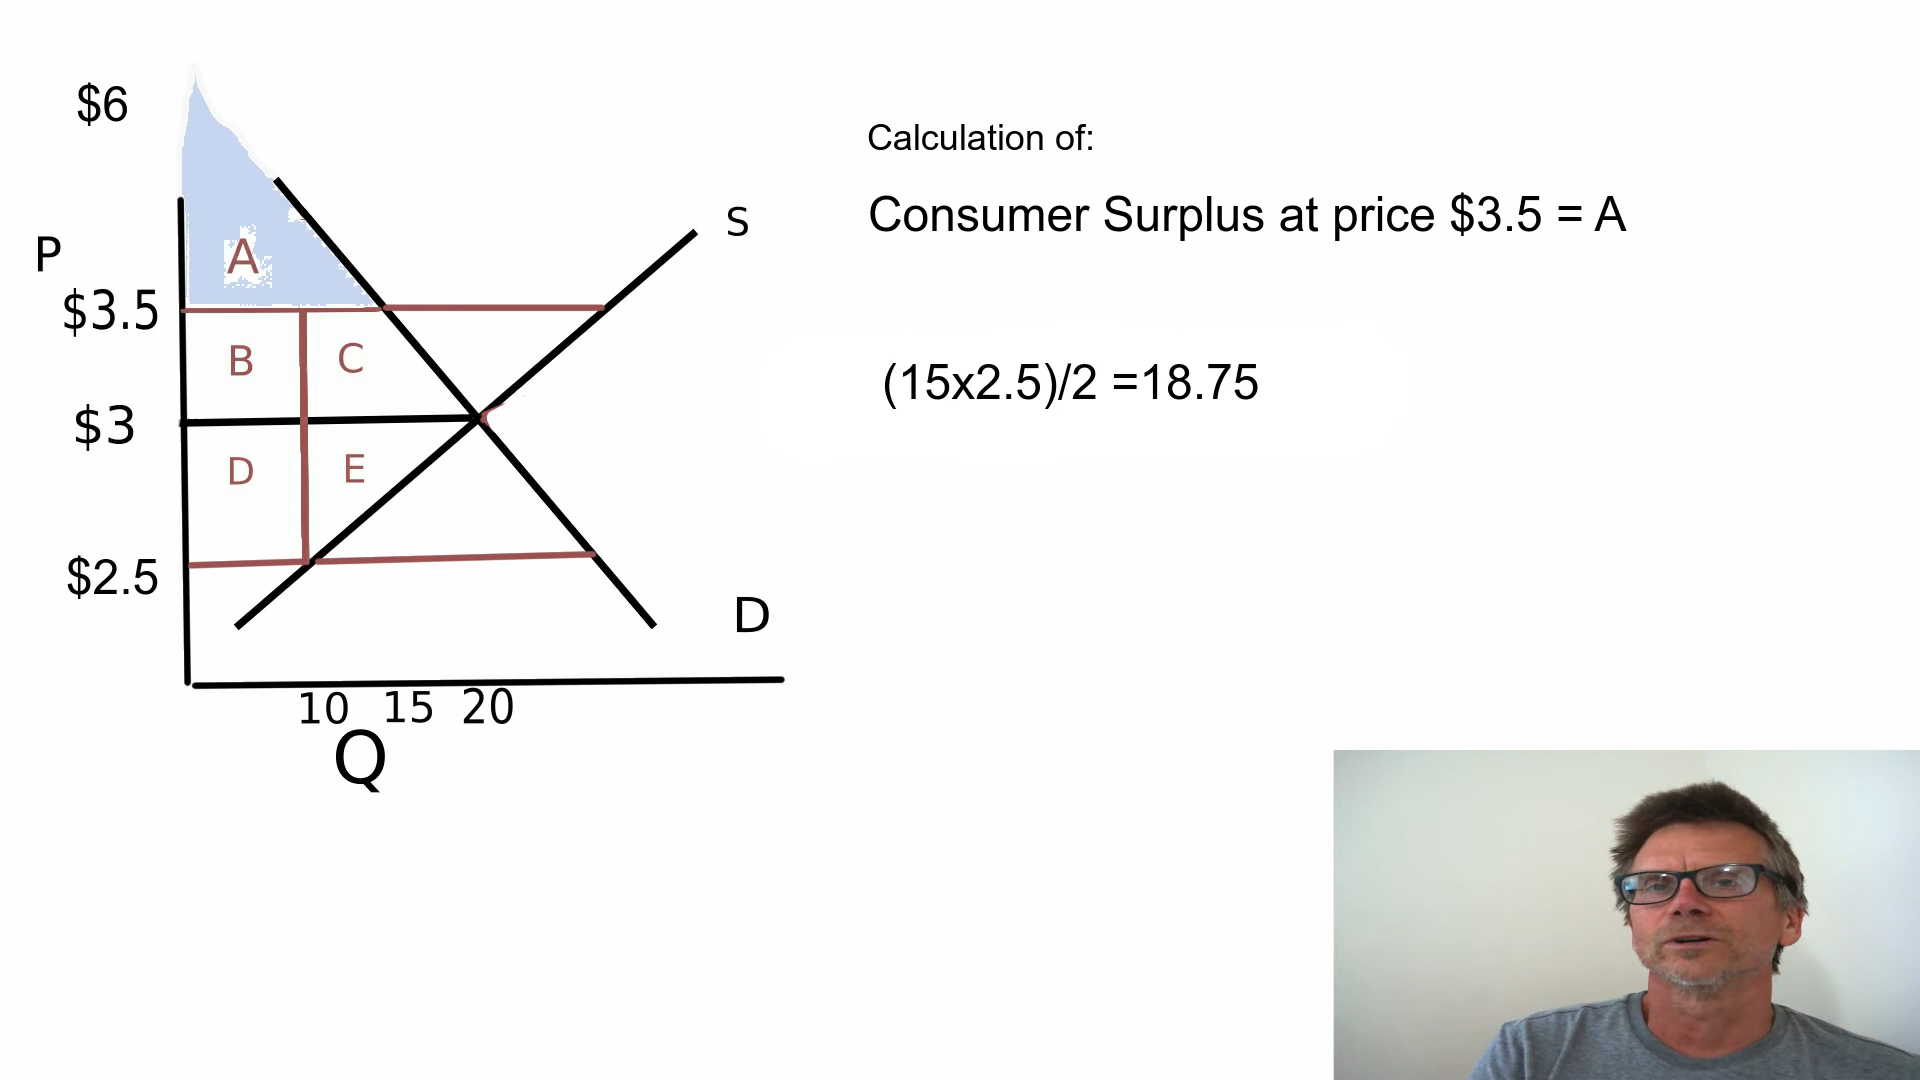 $6
P
$3.5
$3
$2.5
A
B
C
D
E
S
D
10 15 20
Q
Calculation of:
Consumer Surplus at price $3.5 = A
(15x2.5)/2 =18.75